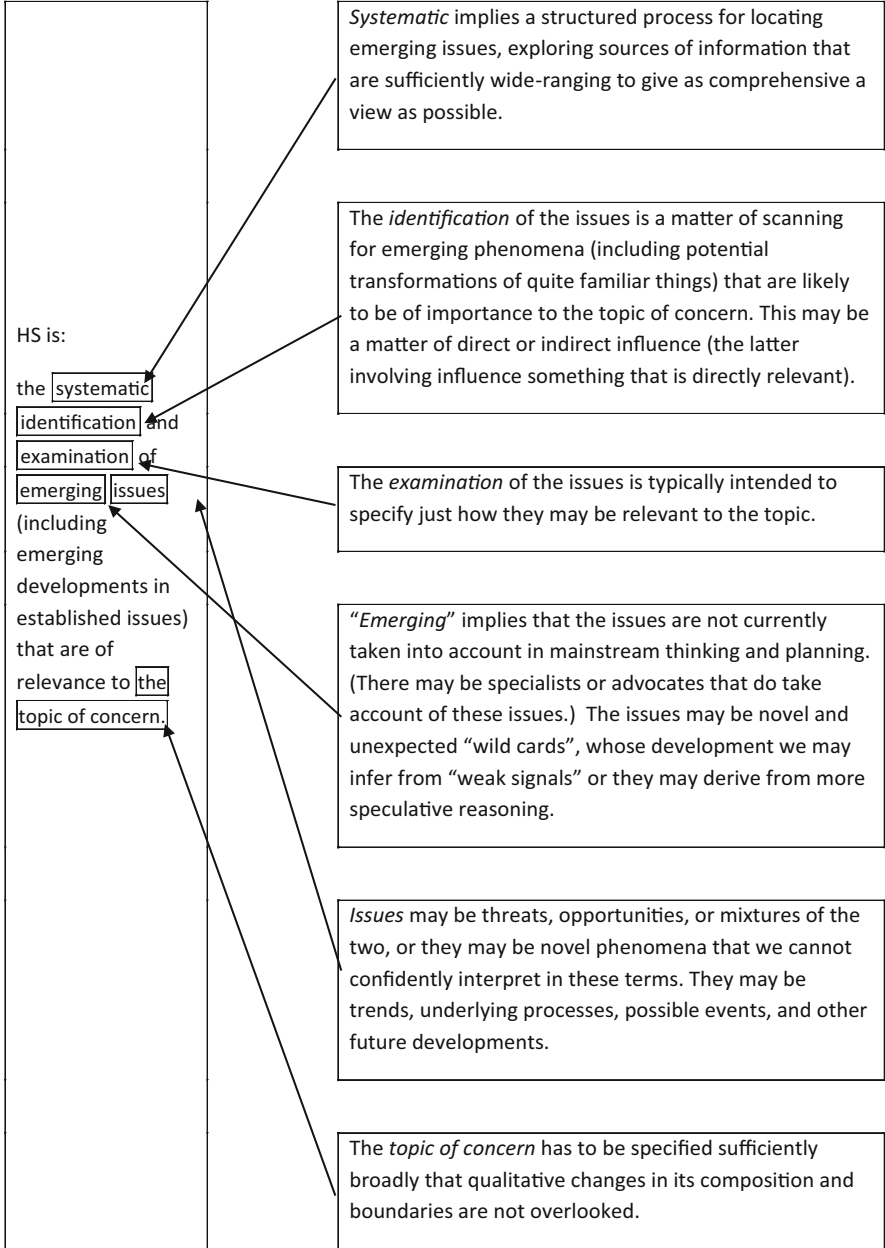 HS is:
the systematic
identification and
examination of
emerging issues
(including
emerging
developments in
established issues)
that are of
relevance to the
topic of concern.
Systematic implies a structured process for locating
emerging issues, exploring sources of information that
are sufficiently wide-ranging to give as comprehensive a
view as possible.
The identification of the issues is a matter of scanning
for emerging phenomena (including potential
transformations of quite familiar things) that are likely
to be of importance to the topic of concern. This may be
a matter of direct or indirect influence (the latter
involving influence something that is directly relevant).
The examination of the issues is typically intended to
specify just how they may be relevant to the topic.
“Emerging” implies that the issues are not currently
taken into account in mainstream thinking and planning.
(There may be specialists or advocates that do take
account of these issues.) The issues may be novel and
unexpected “wild cards”, whose development we may
infer from “weak signals” or they may derive from more
speculative reasoning.
Issues may be threats, opportunities, or mixtures of the
two, or they may be novel phenomena that we cannot
confidently interpret in these terms. They may be
trends, underlying processes, possible events, and other
future developments.
The topic of concern has to be specified sufficiently
broadly that qualitative changes in its composition and
boundaries are not overlooked.